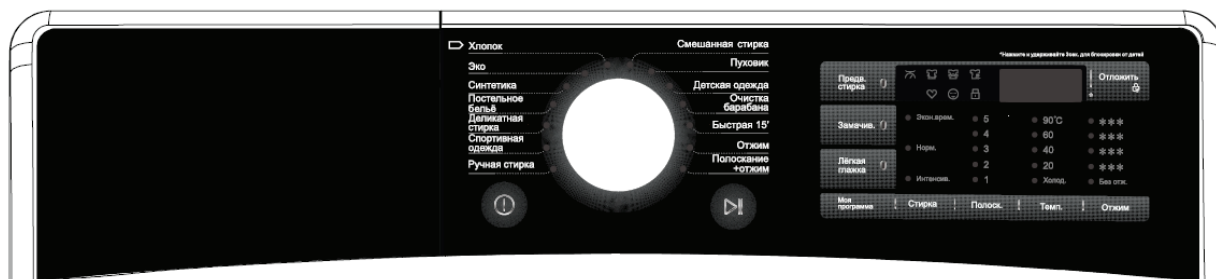 Хлопок
Эко
Синтетика
Постельное
бельё
Деликатная
стирка
Спортивная
одежда
Ручная стирка
Смешанная стирка
Пуховик
Детская одежда
Очистка
барабана
Быстрая 15'
Отжим
Полоскание
+отжим
*Нажмите и удерживайте 3сек. для блокировки от детей
Предв.
стирка
Отложить
Замачив.
Лёгкая
глажка
Экон.врем. 5 90°C ***
4 60 ***
Норм. 3 40 ***
2 20 ***
Интенсив. 1 Холод. Без отж.
Моя
программа
Стирка Полоск. Темп. Отжим